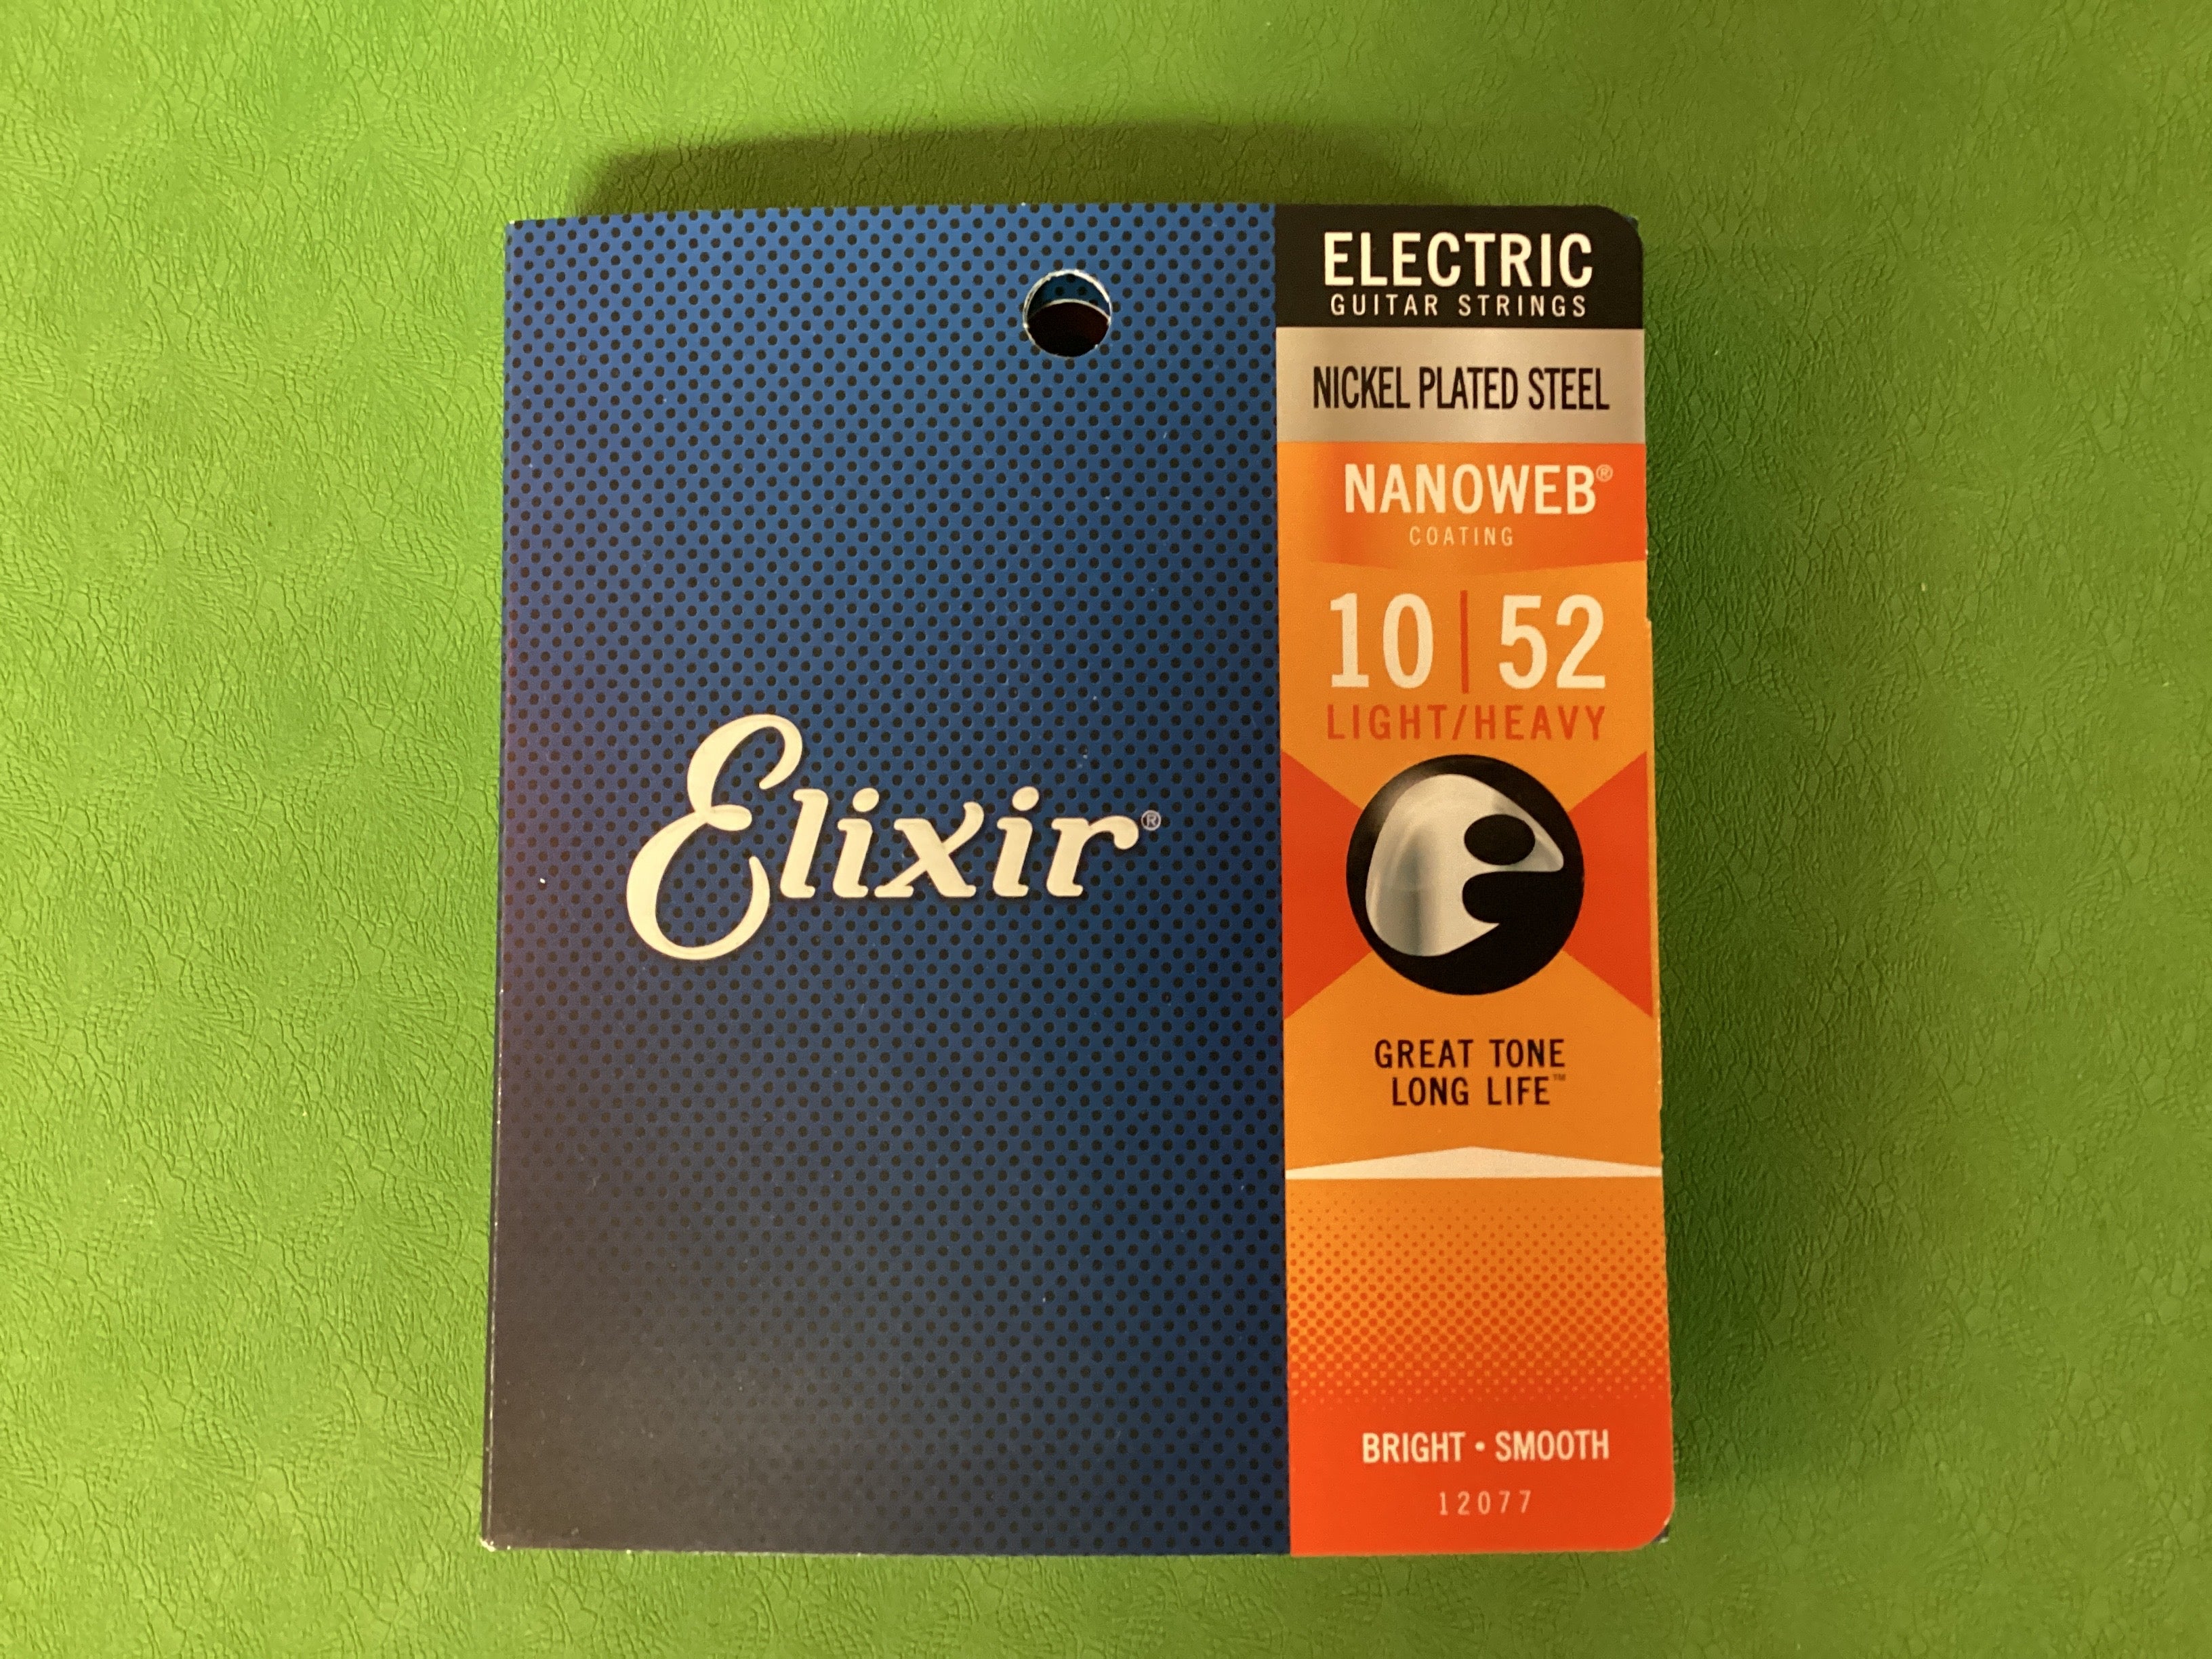 Elixir®
ELECTRIC
GUITAR STRINGS
NICKEL PLATED STEEL
NANOWEB®
COATING
10 | 52
LIGHT/HEAVY
GREAT TONE
LONG LIFE™
BRIGHT • SMOOTH
12077